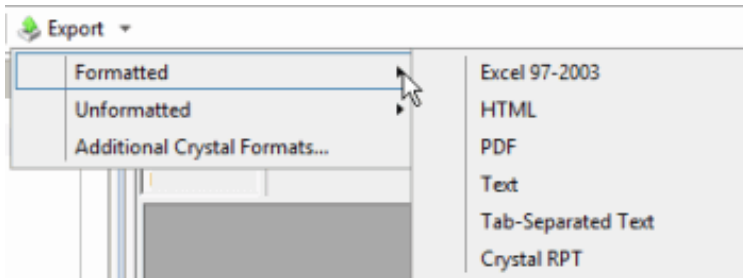 Export
Formatted
Unformatted
Additional Crystal Formats...
Excel 97-2003
HTML
PDF
Text
Tab-Separated Text
Crystal RPT